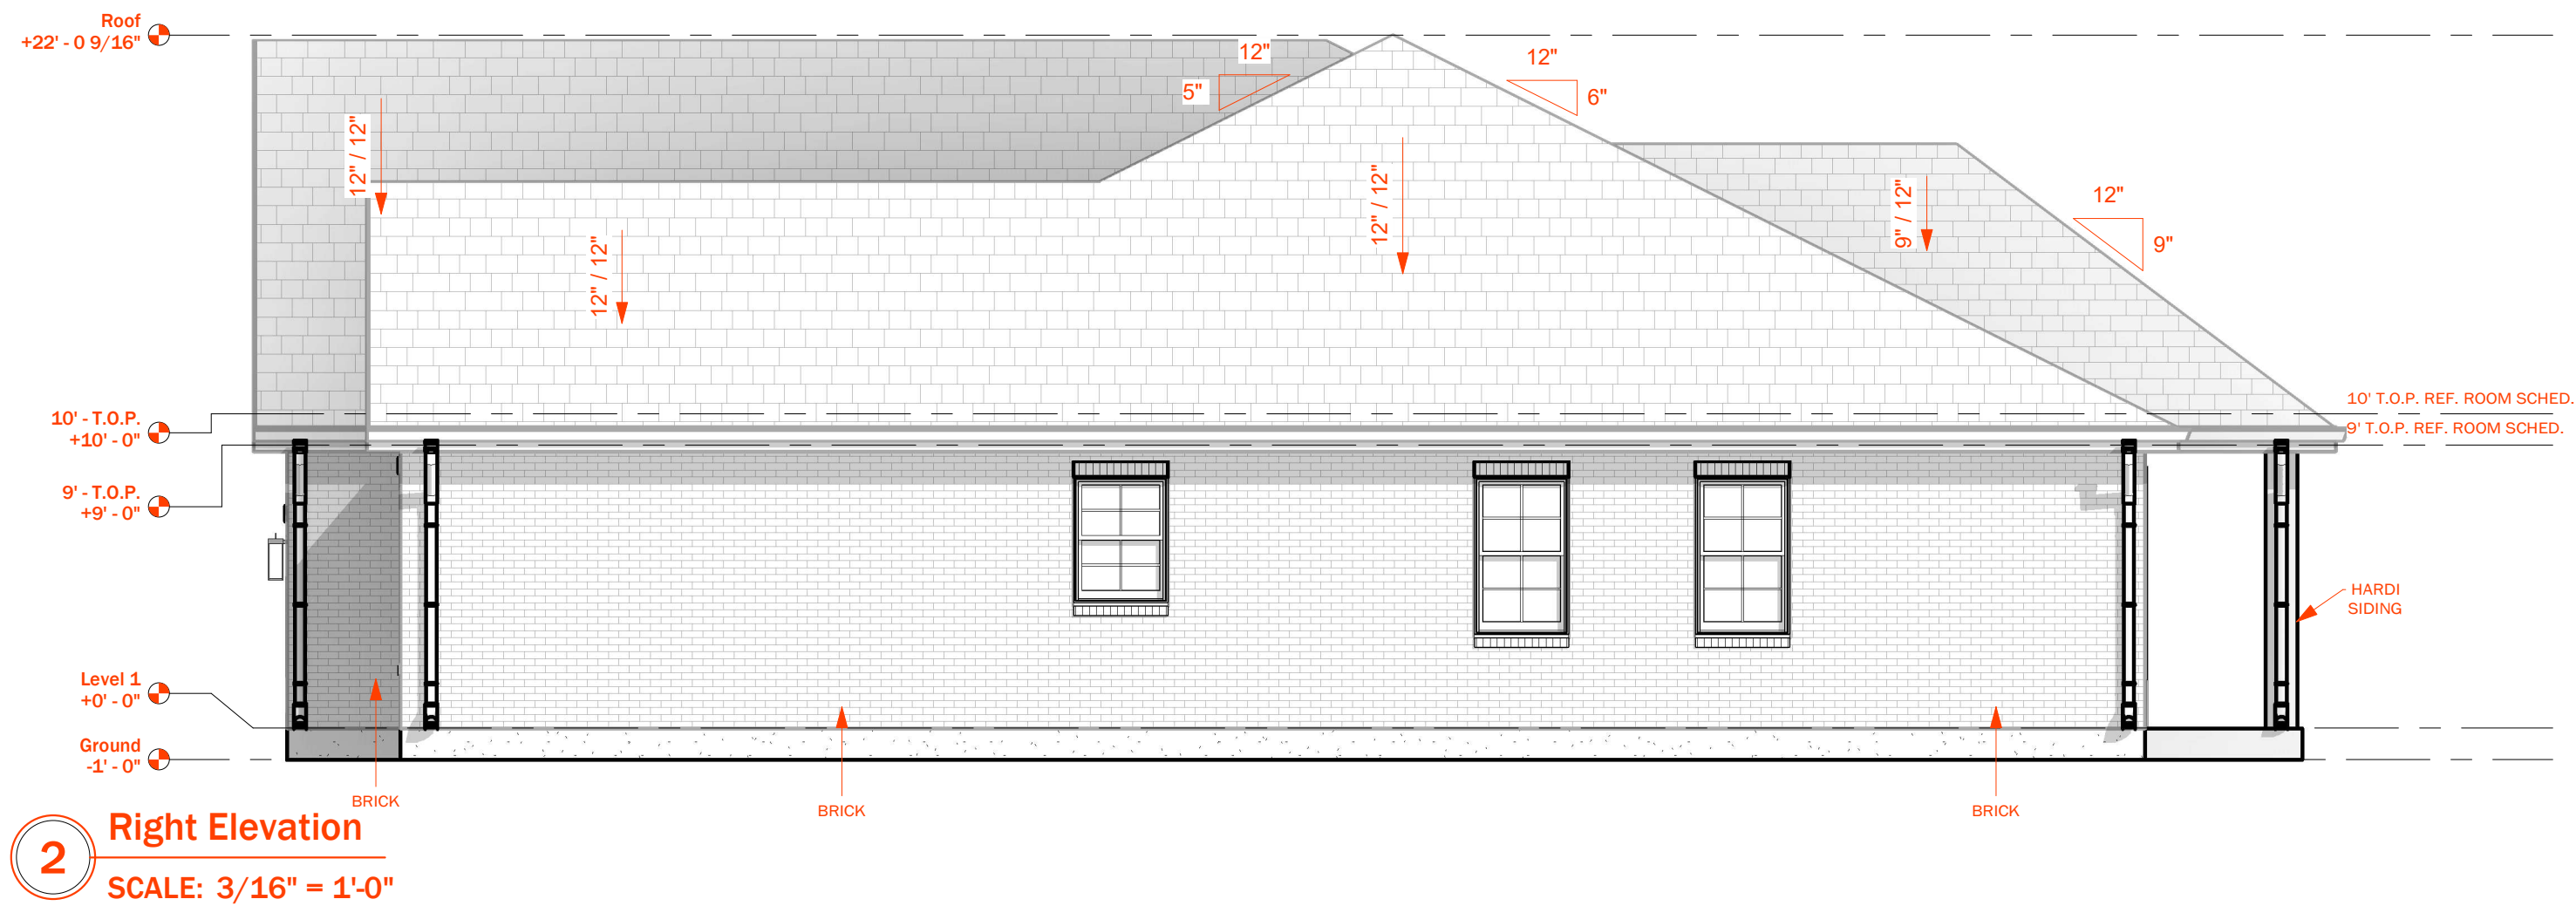 Roof
+22' - 0 9/16"
12"
5"
12"
6"
12" / 12"
12" / 12"
12" / 12"
9" / 12"
12"
9"
10' - T.O.P.
+10' - 0"
10' T.O.P. REF. ROOM SCHED.
9' T.O.P. REF. ROOM SCHED.
9' - T.O.P.
+9' - 0"
HARDI
SIDING
Level 1
+0' - 0"
Ground
-1' - 0"
BRICK
BRICK
BRICK
2
Right Elevation
SCALE: 3/16" = 1'-0"